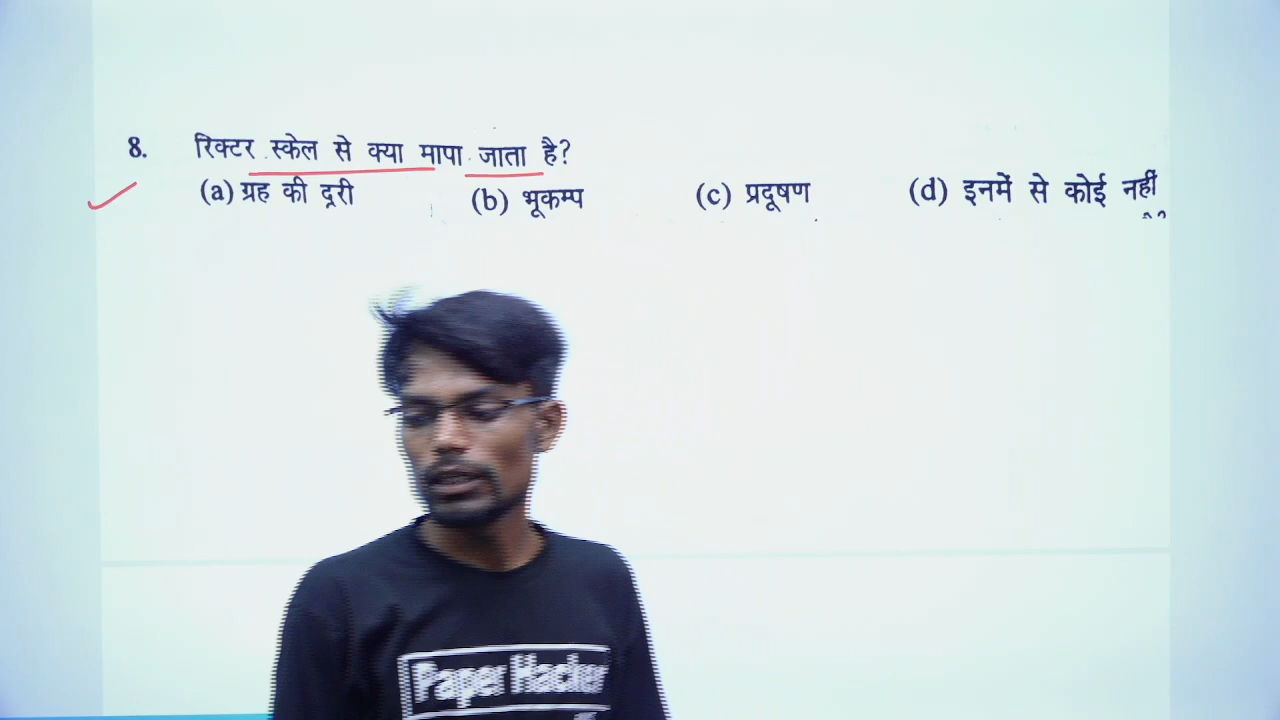 8. रिक्टर स्केल से क्या मापा जाता है?
(a) ग्रह की दूरी (b) भूकम्प (c) प्रदूषण (d) इनमें से कोई नहीं
Paper Hacker